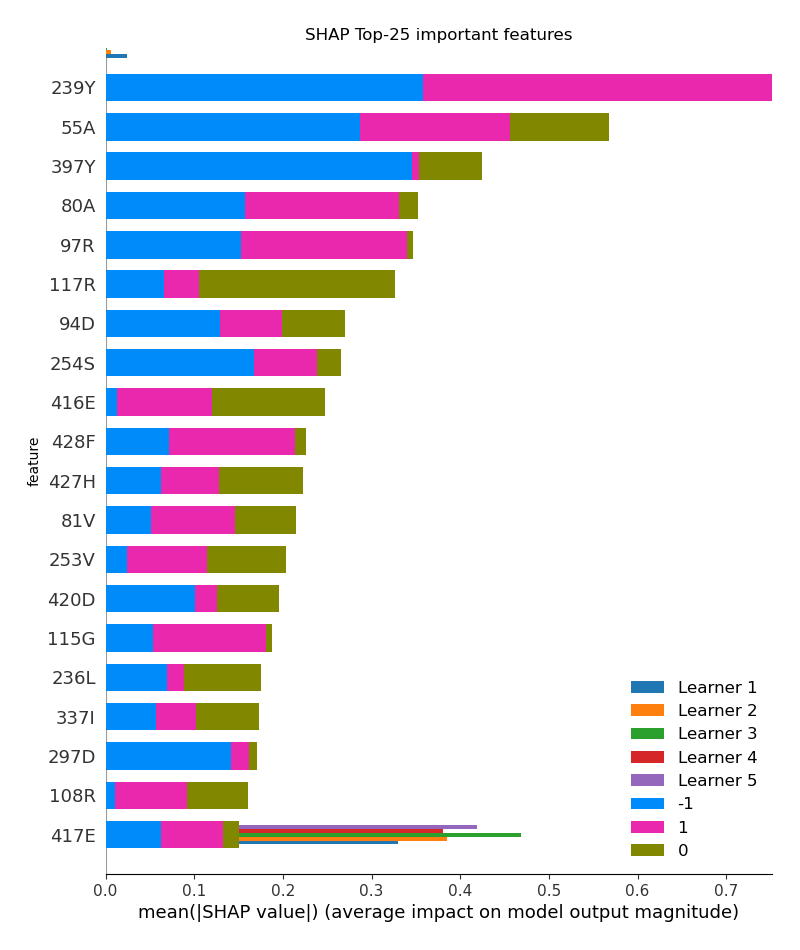 SHAP Top-25 important features
239Y
55A
397Y
80A
97R
117R
94D
254S
416E
428F
427H
81V
253V
420D
115G
236L
337I
297D
108R
417E
feature
Learner 1
Learner 2
Learner 3
Learner 4
Learner 5
-1
1
0
0.0 0.1 0.2 0.3 0.4 0.5 0.6 0.7
mean(|SHAP value|) (average impact on model output magnitude)